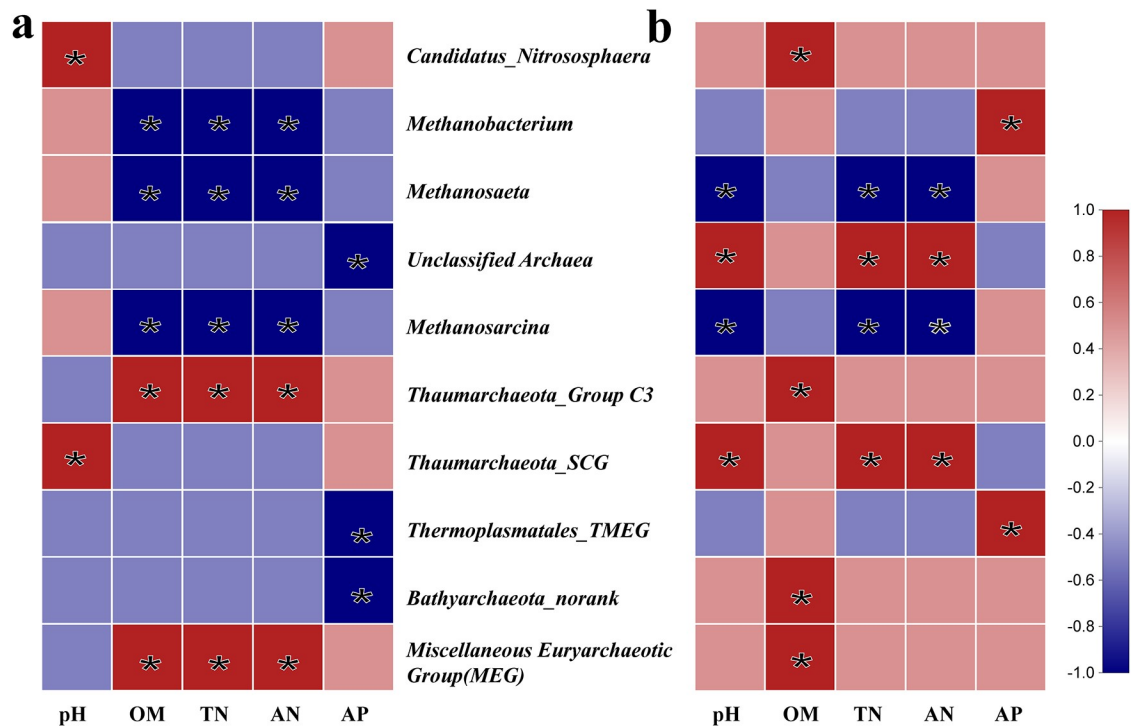 a
b
*
*
Candidatus_Nitrososphaera
* * *
*
Methanobacterium
* * *
* * *
Methanosaeta
*
* * *
Unclassified Archaea
* * *
* * *
Methanosarcina
* * *
*
Thaumarchaeota_Group C3
*
* * *
Thaumarchaeota_SCG
*
*
Thermoplasmatales_TMEG
*
*
Bathyarchaeota_norank
* * *
*
Miscellaneous Euryarchaeotic
Group(MEG)
pH OM TN AN AP
pH OM TN AN AP
1.0
0.8
0.6
0.4
0.2
0.0
-0.2
-0.4
-0.6
-0.8
-1.0